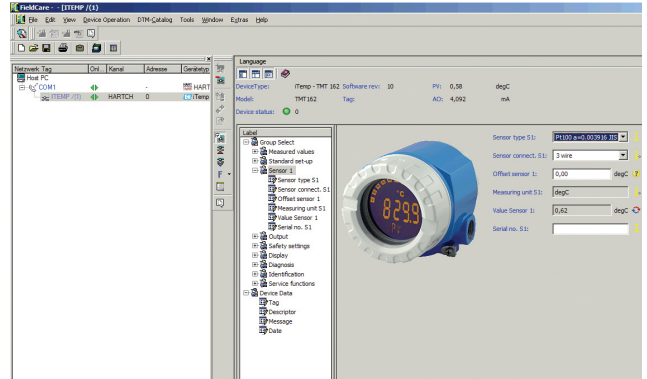 FieldCare - - [ITEMP /(1)
File Edit View Device Operation DTM-Catalog Tools Window Extras Help
Netzwerk Tag Onl... Kanal Adresse Gerätetyp
Host PC
COM1 - HART
ITEMP /(1) HARTCH 0 iTemp
Language
DeviceType: iTemp - TMT 162 Software rev: 10 PV: 0,58 degC
Model: TMT162 Tag: AO: 4,092 mA
Device status: 0
Label
Group Select
Measured values
Standard set-up
Sensor 1
Sensor type S1
Sensor connect. S1
Offset sensor 1
Measuring unit S1
Value Sensor 1
Serial no. S1
Output
Safety settings
Display
Diagnosis
Identification
Service functions
Device Data
Tag
Descriptor
Message
Date
°C
829.9
PV
Sensor type S1: Pt100 a=0.003916 JIS
Sensor connect. S1: 3 wire
Offset sensor 1: 0,00 degC
Measuring unit S1: degC
Value Sensor 1: 0,62 degC
Serial no. S1: